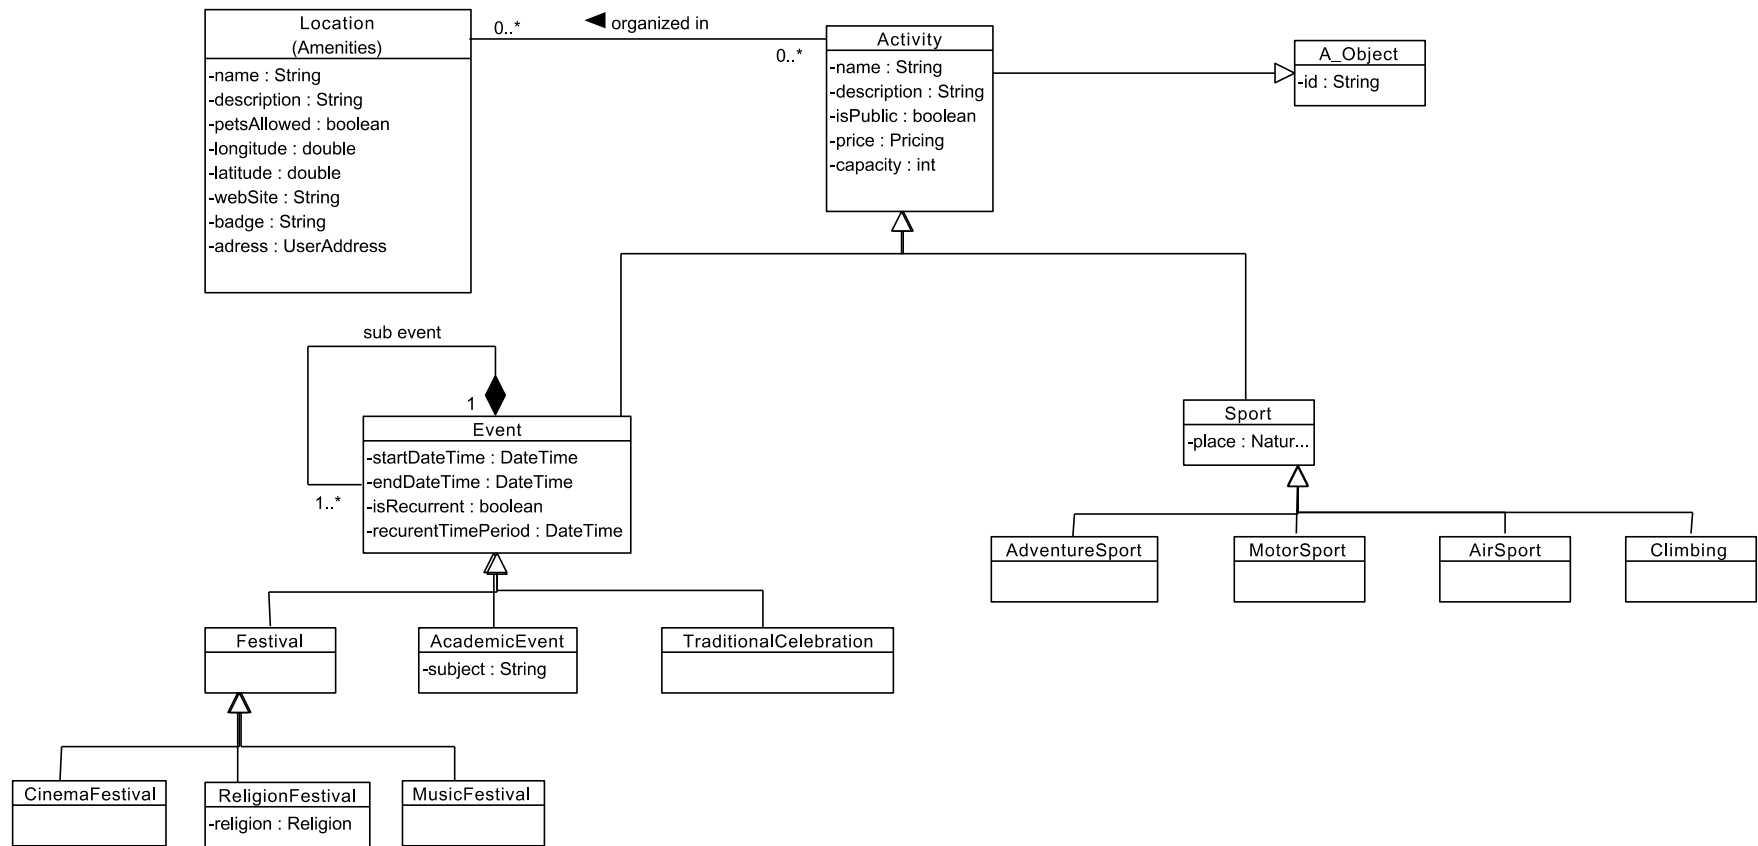 Location
(Amenities)
-name : String
-description : String
-petsAllowed : boolean
-longitude : double
-latitude : double
-webSite : String
-badge : String
-adress : UserAddress
0..*
◄ organized in
0..*
Activity
-name : String
-description : String
-isPublic : boolean
-price : Pricing
-capacity : int
A_Object
-id : String
sub event
1
1..*
Event
-startDateTime : DateTime
-endDateTime : DateTime
-isRecurrent : boolean
-recurentTimePeriod : DateTime
Sport
-place : Natur...
AdventureSport
MotorSport
AirSport
Climbing
Festival
AcademicEvent
-subject : String
TraditionalCelebration
CinemaFestival
ReligionFestival
-religion : Religion
MusicFestival